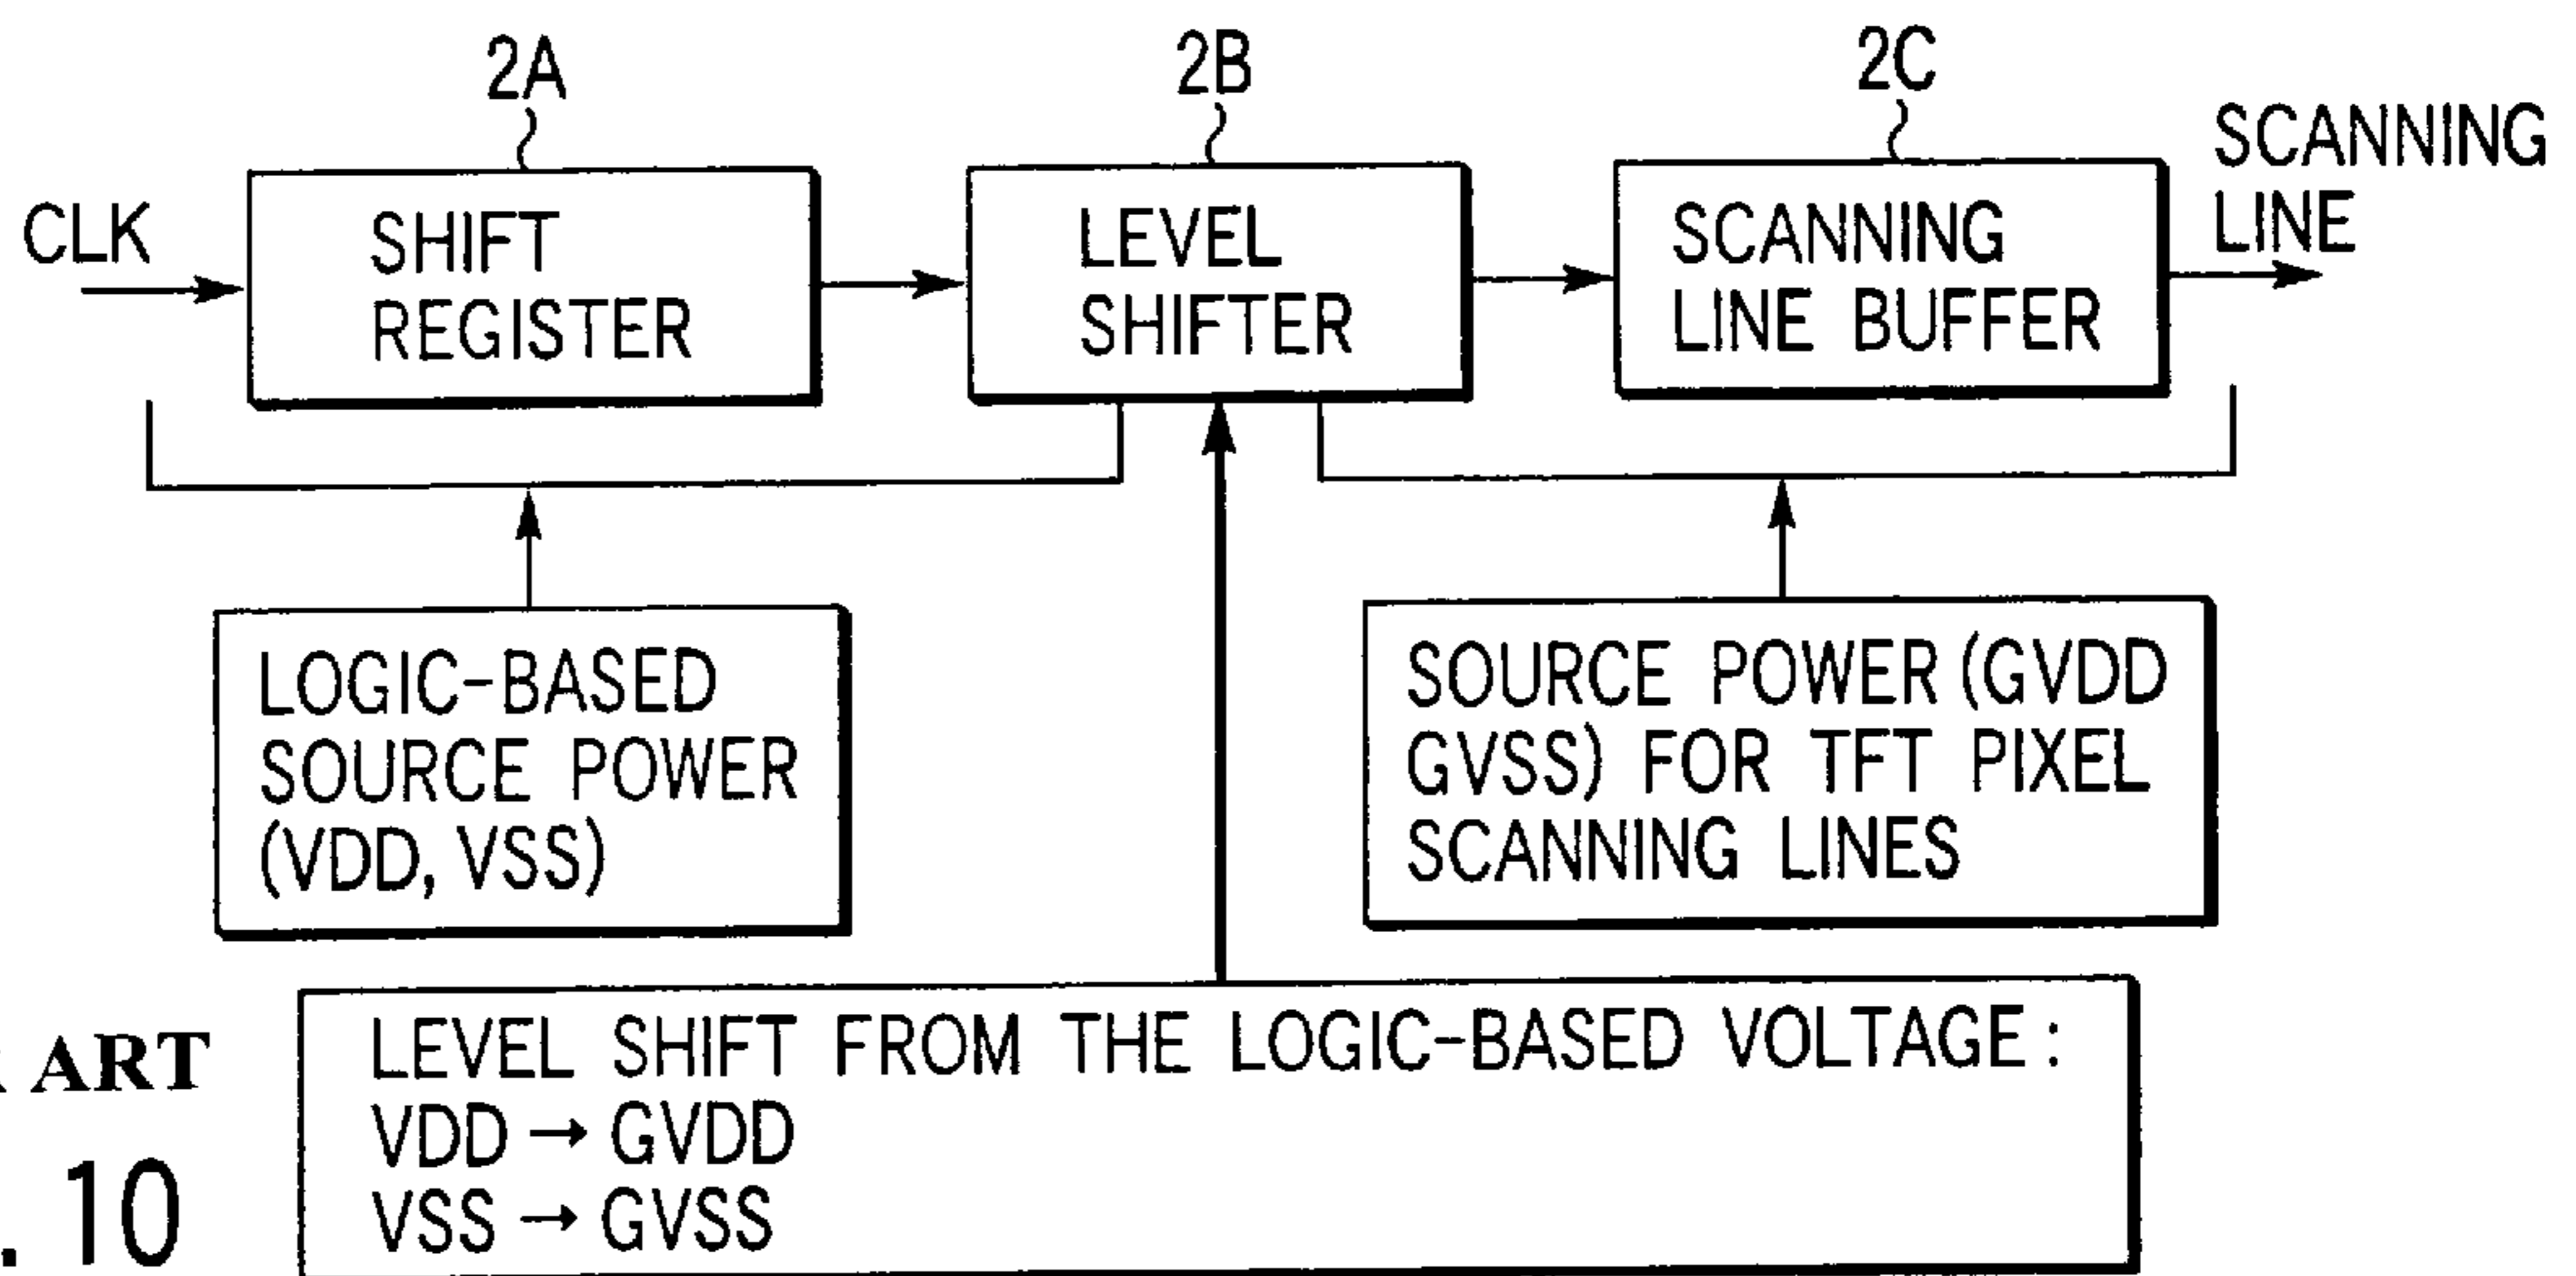 2A
2B
2C
CLK
SHIFT
REGISTER
LEVEL
SHIFTER
SCANNING
LINE BUFFER
SCANNING
LINE
LOGIC-BASED
SOURCE POWER
(VDD, VSS)
SOURCE POWER (GVDD
GVSS) FOR TFT PIXEL
SCANNING LINES
LEVEL SHIFT FROM THE LOGIC-BASED VOLTAGE:
VDD → GVDD
VSS → GVSS
ART
. 10